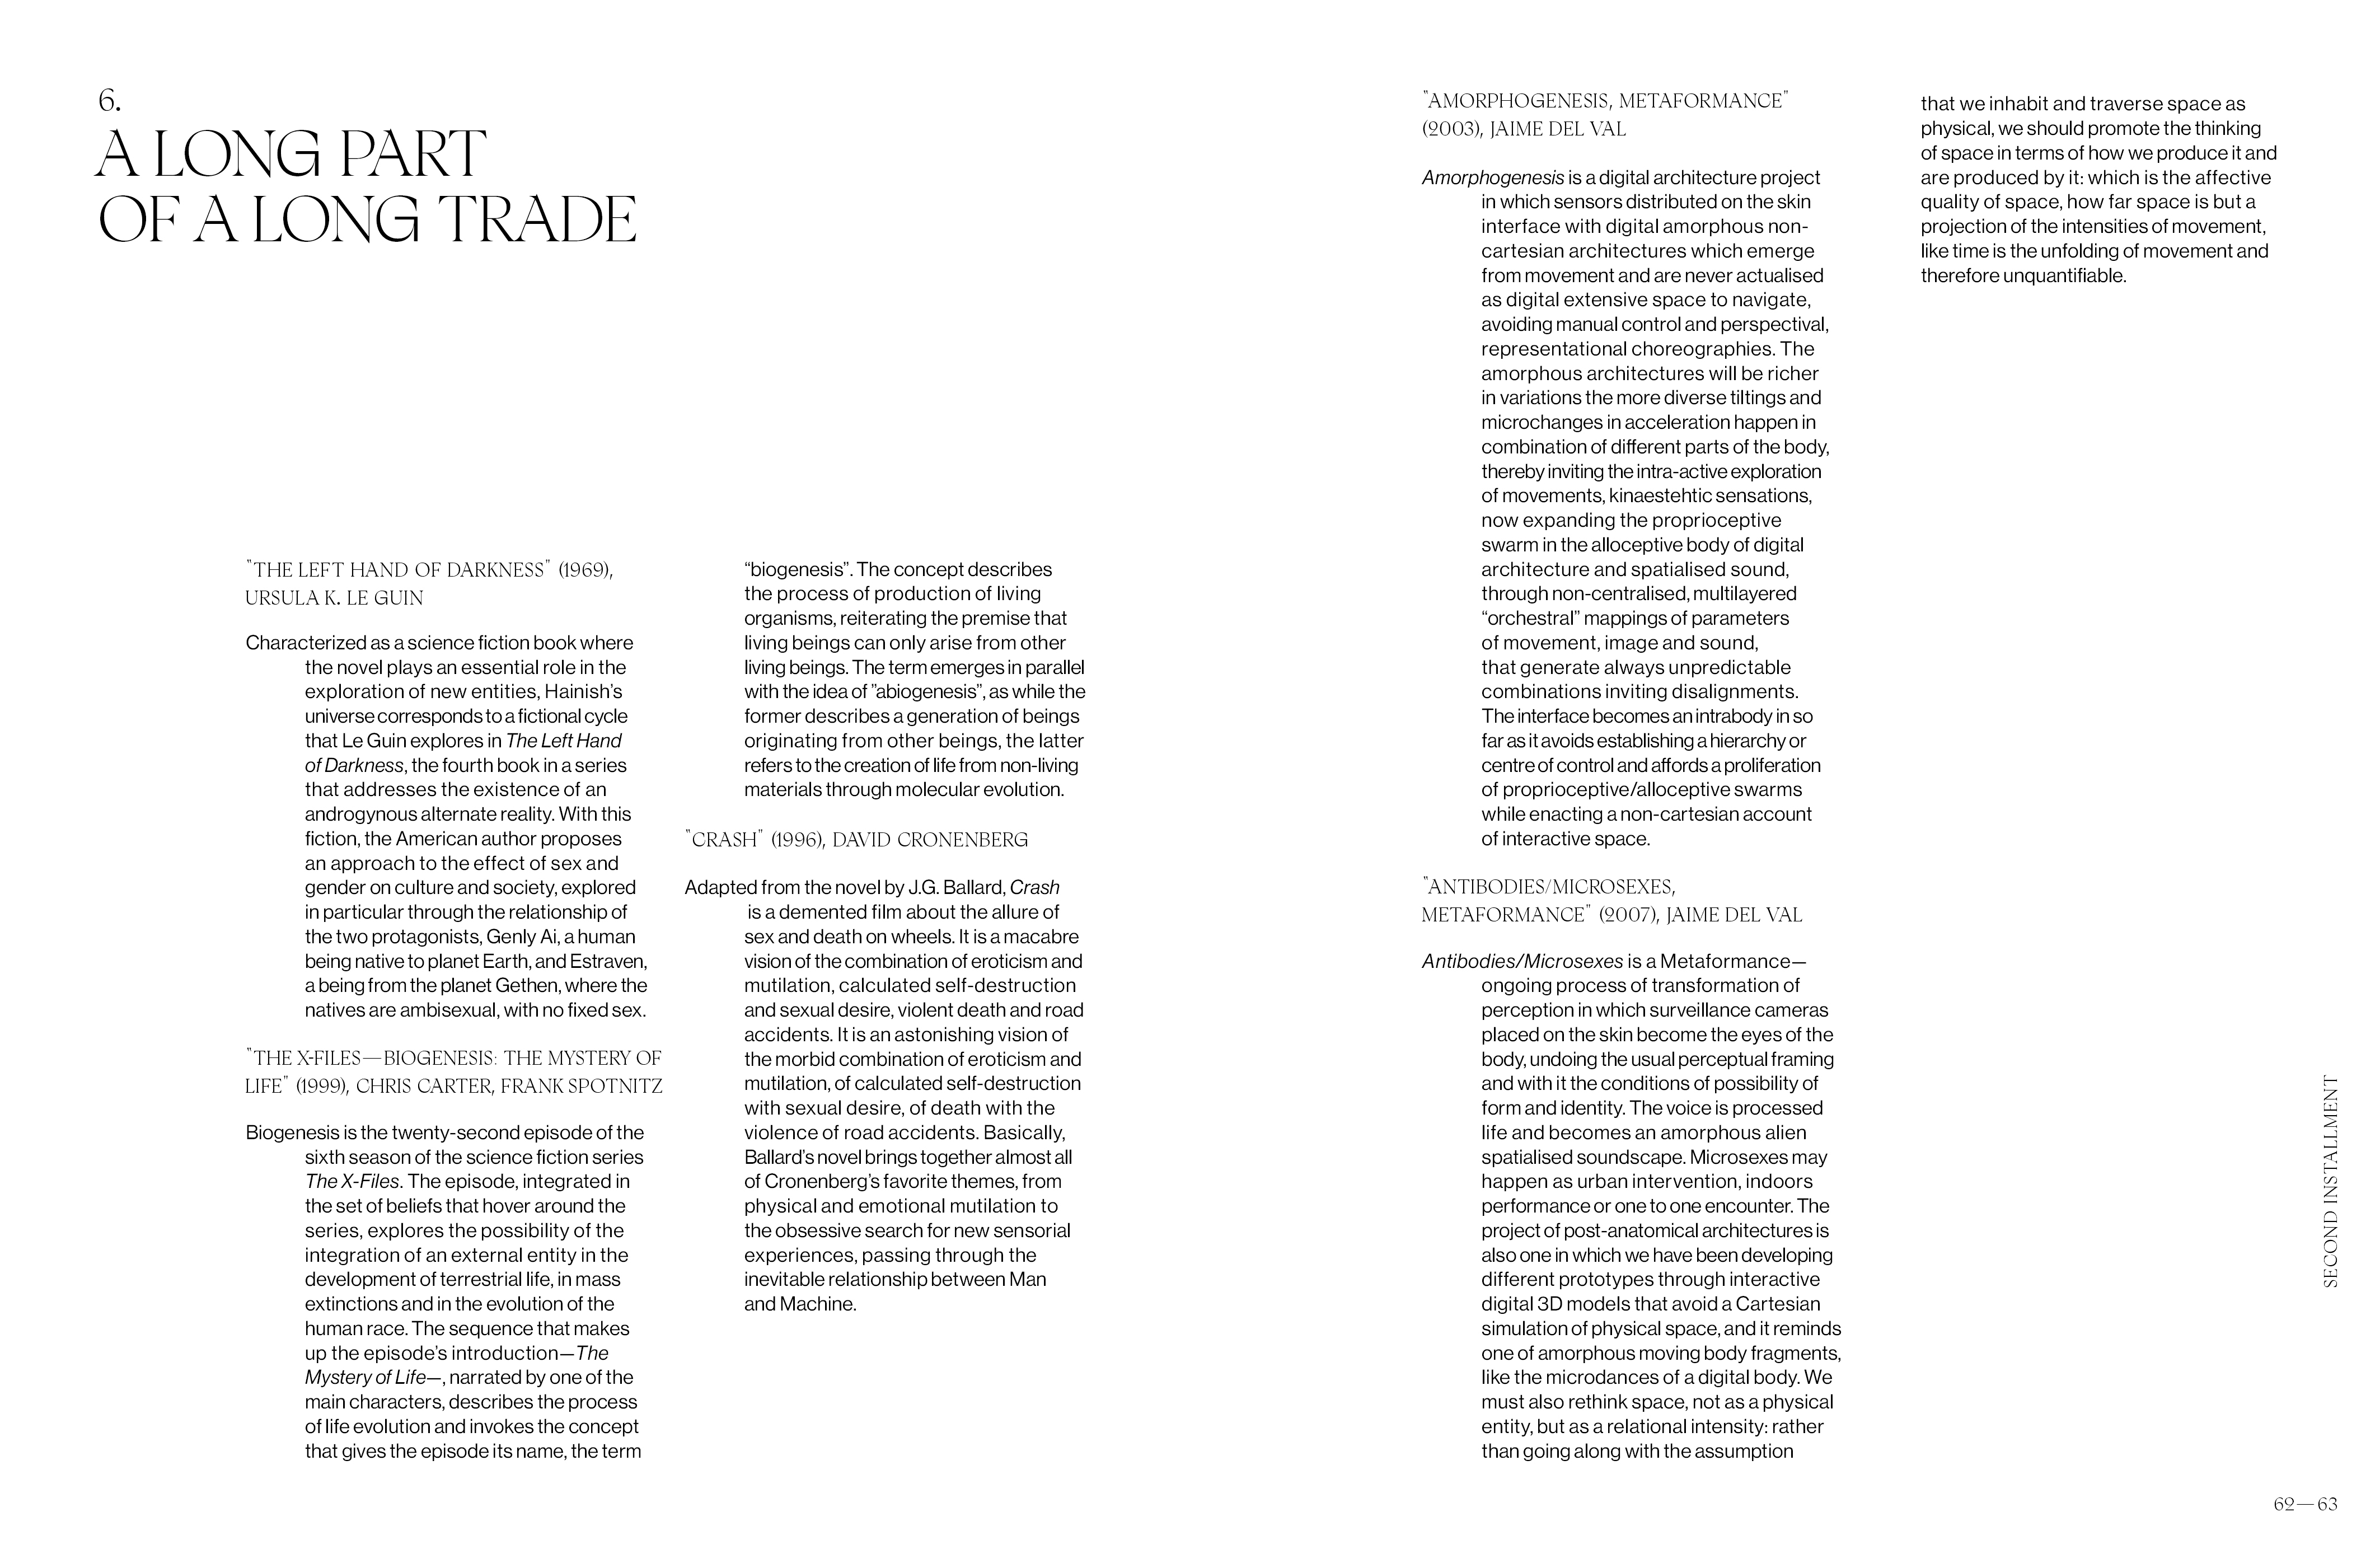 6.
A LONG PART
OF A LONG TRADE
"THE LEFT HAND OF DARKNESS" (1969),
URSULA K. LE GUIN
Characterized as a science fiction book where
the novel plays an essential role in the
exploration of new entities, Hainish's
universe corresponds to a fictional cycle
that Le Guin explores in The Left Hand
of Darkness, the fourth book in a series
that addresses the existence of an
androgynous alternate reality. With this
fiction, the American author proposes
an approach to the effect of sex and
gender on culture and society, explored
in particular through the relationship of
the two protagonists, Genly Ai, a human
being native to planet Earth, and Estraven,
a being from the planet Gethen, where the
natives are ambisexual, with no fixed sex.
"THE X-FILES—BIOGENESIS: THE MYSTERY OF
LIFE" (1999), CHRIS CARTER, FRANK SPOTNITZ
Biogenesis is the twenty-second episode of the
sixth season of the science fiction series
The X-Files. The episode, integrated in
the set of beliefs that hover around the
series, explores the possibility of the
integration of an external entity in the
development of terrestrial life, in mass
extinctions and in the evolution of the
human race. The sequence that makes
up the episode's introduction—The
Mystery of Life—, narrated by one of the
main characters, describes the process
of life evolution and invokes the concept
that gives the episode its name, the term
“biogenesis”. The concept describes
the process of production of living
organisms, reiterating the premise that
living beings can only arise from other
living beings. The term emerges in parallel
with the idea of ”abiogenesis”, as while the
former describes a generation of beings
originating from other beings, the latter
refers to the creation of life from non-living
materials through molecular evolution.
"CRASH" (1996), DAVID CRONENBERG
Adapted from the novel by J.G. Ballard, Crash
is a demented film about the allure of
sex and death on wheels. It is a macabre
vision of the combination of eroticism and
mutilation, calculated self-destruction
and sexual desire, violent death and road
accidents. It is an astonishing vision of
the morbid combination of eroticism and
mutilation, of calculated self-destruction
with sexual desire, of death with the
violence of road accidents. Basically,
Ballard's novel brings together almost all
of Cronenberg's favorite themes, from
physical and emotional mutilation to
the obsessive search for new sensorial
experiences, passing through the
inevitable relationship between Man
and Machine.
"AMORPHOGENESIS, METAFORMANCE"
(2003), JAIME DEL VAL
Amorphogenesis is a digital architecture project
in which sensors distributed on the skin
interface with digital amorphous non-
cartesian architectures which emerge
from movement and are never actualised
as digital extensive space to navigate,
avoiding manual control and perspectival,
representational choreographies. The
amorphous architectures will be richer
in variations the more diverse tiltings and
microchanges in acceleration happen in
combination of different parts of the body,
thereby inviting the intra-active exploration
of movements, kinaestehtic sensations,
now expanding the proprioceptive
swarm in the alloceptive body of digital
architecture and spatialised sound,
through non-centralised, multilayered
“orchestral” mappings of parameters
of movement, image and sound,
that generate always unpredictable
combinations inviting disalignments.
The interface becomes an intrabody in so
far as it avoids establishing a hierarchy or
centre of control and affords a proliferation
of proprioceptive/alloceptive swarms
while enacting a non-cartesian account
of interactive space.
"ANTIBODIES/MICROSEXES,
METAFORMANCE" (2007), JAIME DEL VAL
Antibodies/Microsexes is a Metaformance—
ongoing process of transformation of
perception in which surveillance cameras
placed on the skin become the eyes of the
body, undoing the usual perceptual framing
and with it the conditions of possibility of
form and identity. The voice is processed
life and becomes an amorphous alien
spatialised soundscape. Microsexes may
happen as urban intervention, indoors
performance or one to one encounter. The
project of post-anatomical architectures is
also one in which we have been developing
different prototypes through interactive
digital 3D models that avoid a Cartesian
simulation of physical space, and it reminds
one of amorphous moving body fragments,
like the microdances of a digital body. We
must also rethink space, not as a physical
entity, but as a relational intensity: rather
than going along with the assumption
that we inhabit and traverse space as
physical, we should promote the thinking
of space in terms of how we produce it and
are produced by it: which is the affective
quality of space, how far space is but a
projection of the intensities of movement,
like time is the unfolding of movement and
therefore unquantifiable.
SECOND INSTALLMENT
62—63